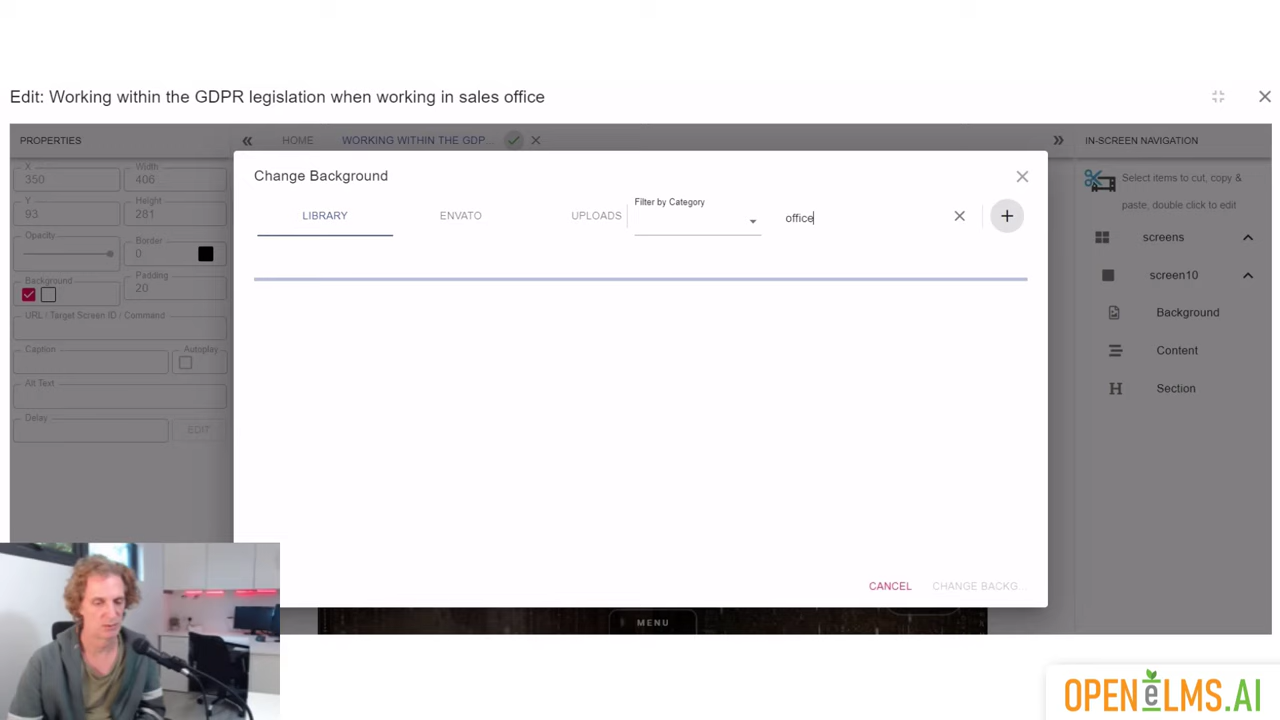 Edit: Working within the GDPR legislation when working in sales office
PROPERTIES
HOME
WORKING WITHIN THE GDP...
IN-SCREEN NAVIGATION
X
350
Width
406
Y
93
Height
281
Opacity
Border
0
Background
Padding
20
URL / Target Screen ID / Command
Caption
Autoplay
Alt Text
Delay
EDIT
Change Background
LIBRARY
ENVATO
UPLOADS
Filter by Category
office
CANCEL
CHANGE BACKG...
Select items to cut, copy &
paste, double click to edit
screens
screen10
Background
Content
H
Section
MENU
OPENeLMS.AI